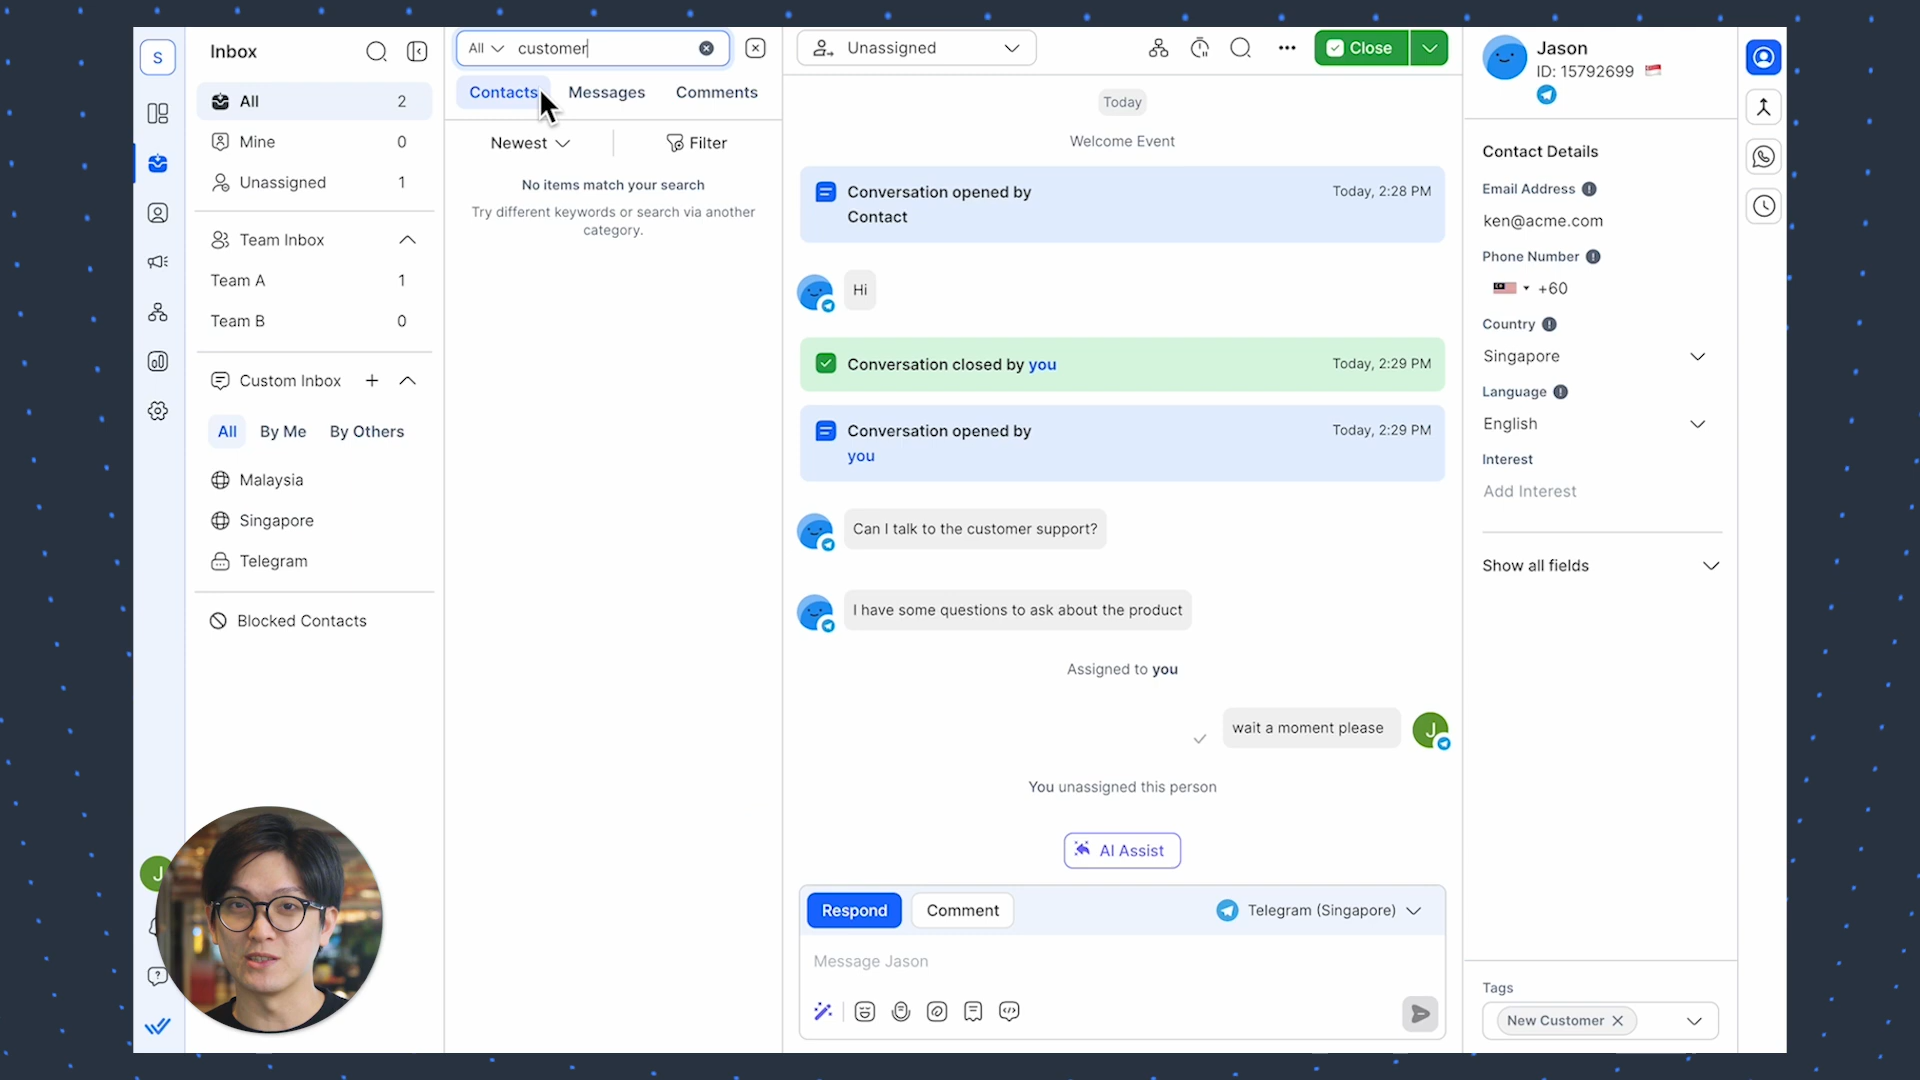 S
Inbox
All 2
Mine 0
Unassigned 1
Team Inbox
Team A 1
Team B 0
Custom Inbox
All By Me By Others
Malaysia
Singapore
Telegram
Blocked Contacts
J
All customer
Contacts Messages Comments
Newest Filter
No items match your search
Try different keywords or search via another
category.
Unassigned
Close
Today
Welcome Event
Conversation opened by
Contact
Today, 2:28 PM
Hi
Conversation closed by you Today, 2:29 PM
Conversation opened by
you
Today, 2:29 PM
Can I talk to the customer support?
I have some questions to ask about the product
Assigned to you
wait a moment please
J
You unassigned this person
AI Assist
Respond Comment Telegram (Singapore)
Message Jason
Jason
ID: 15792699
Contact Details
Email Address
ken@acme.com
Phone Number
+60
Country
Singapore
Language
English
Interest
Add Interest
Show all fields
Tags
New Customer